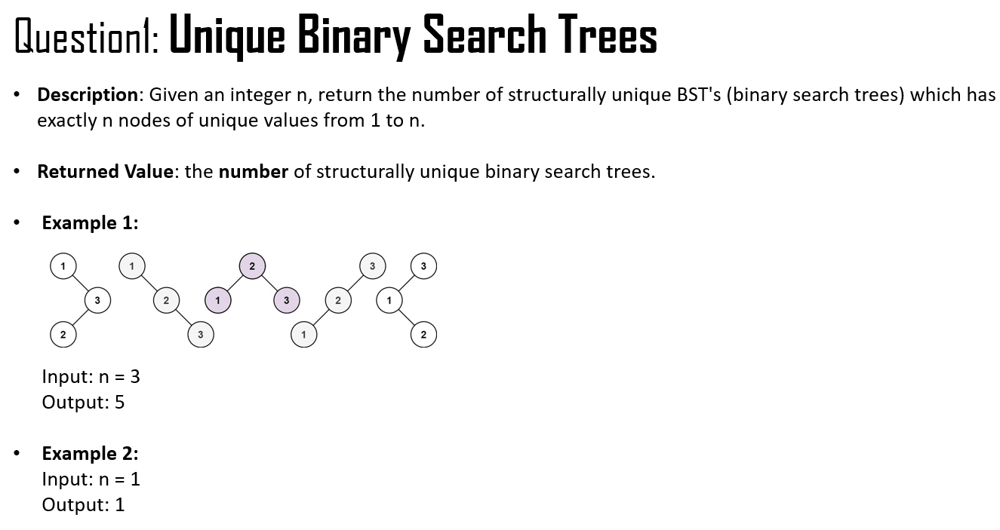 Question1: Unique Binary Search Trees
• Description: Given an integer n, return the number of structurally unique BST's (binary search trees) which has
exactly n nodes of unique values from 1 to n.
• Returned Value: the number of structurally unique binary search trees.
• Example 1:
1 1 2 3 3
3 2 1 3 2 1
2 3 1 2
Input: n = 3
Output: 5
• Example 2:
Input: n = 1
Output: 1